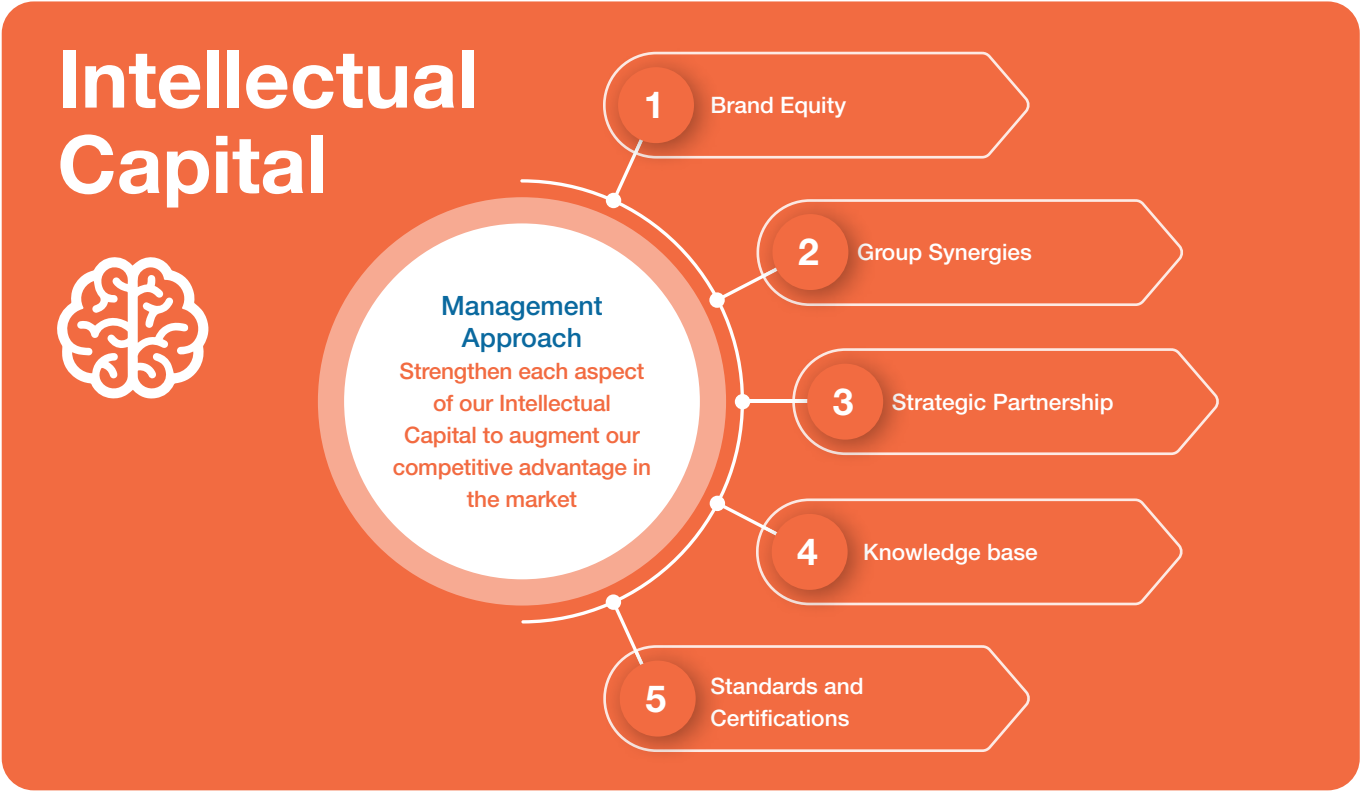 Intellectual
Capital
1
Brand Equity
2
Group Synergies
Management
Approach
Strengthen each aspect
of our Intellectual
Capital to augment our
competitive advantage in
the market
3
Strategic Partnership
4
Knowledge base
5
Standards and
Certifications